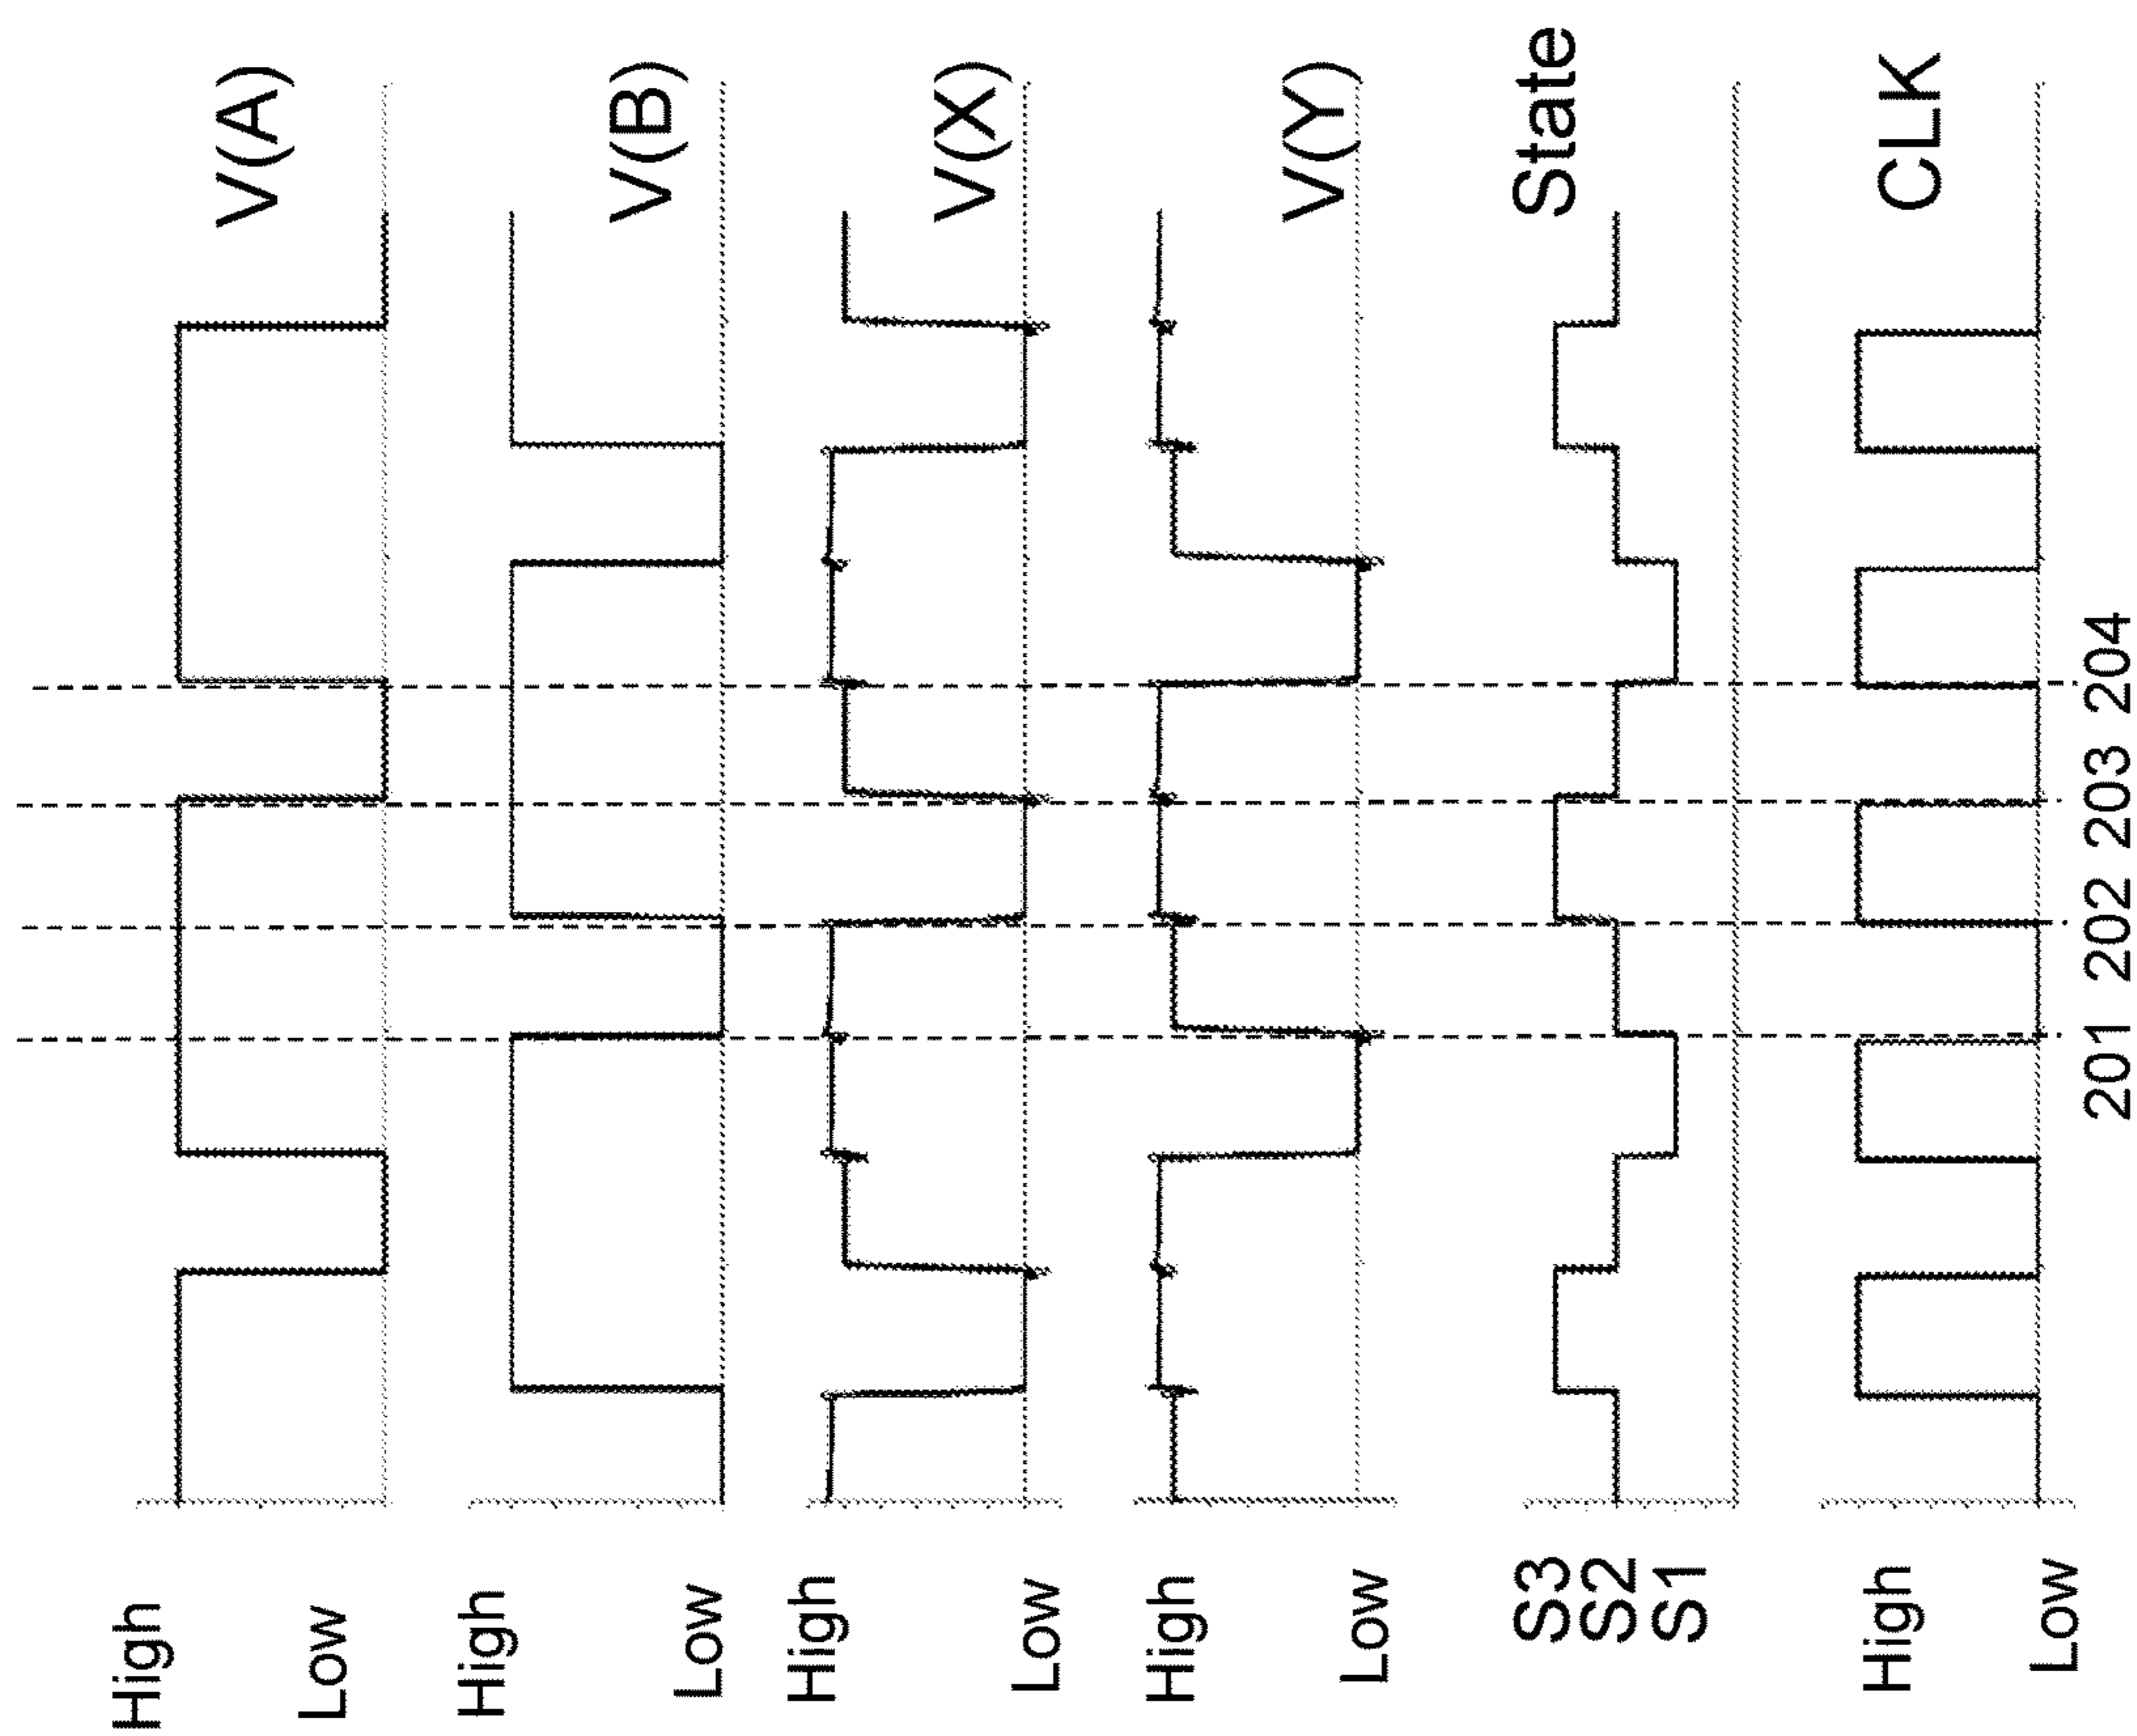 High
Low
V(A)
High
Low
V(B)
High
Low
V(X)
High
Low
V(Y)
S3
S2
S1
State
High
Low
CLK
201 202 203 204